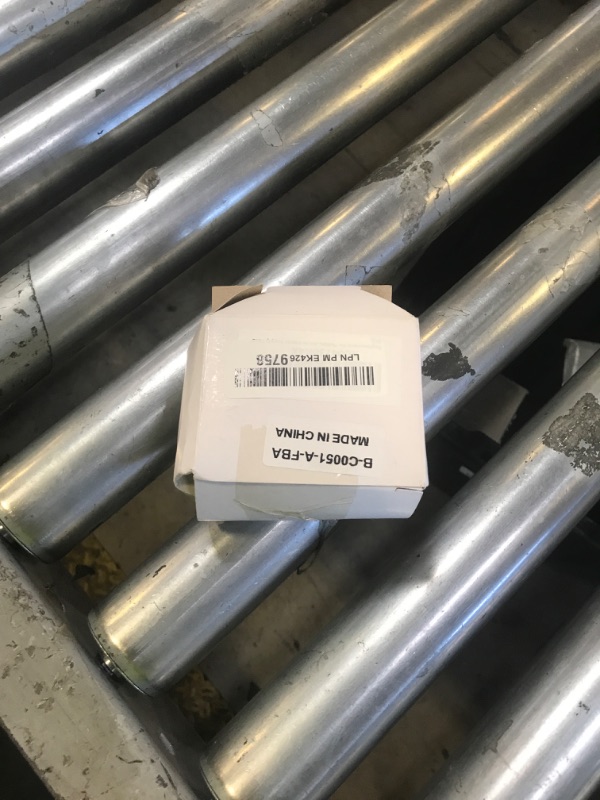 B-C0051-A-FBA
MADE IN CHINA
LPN PM EK426 9758